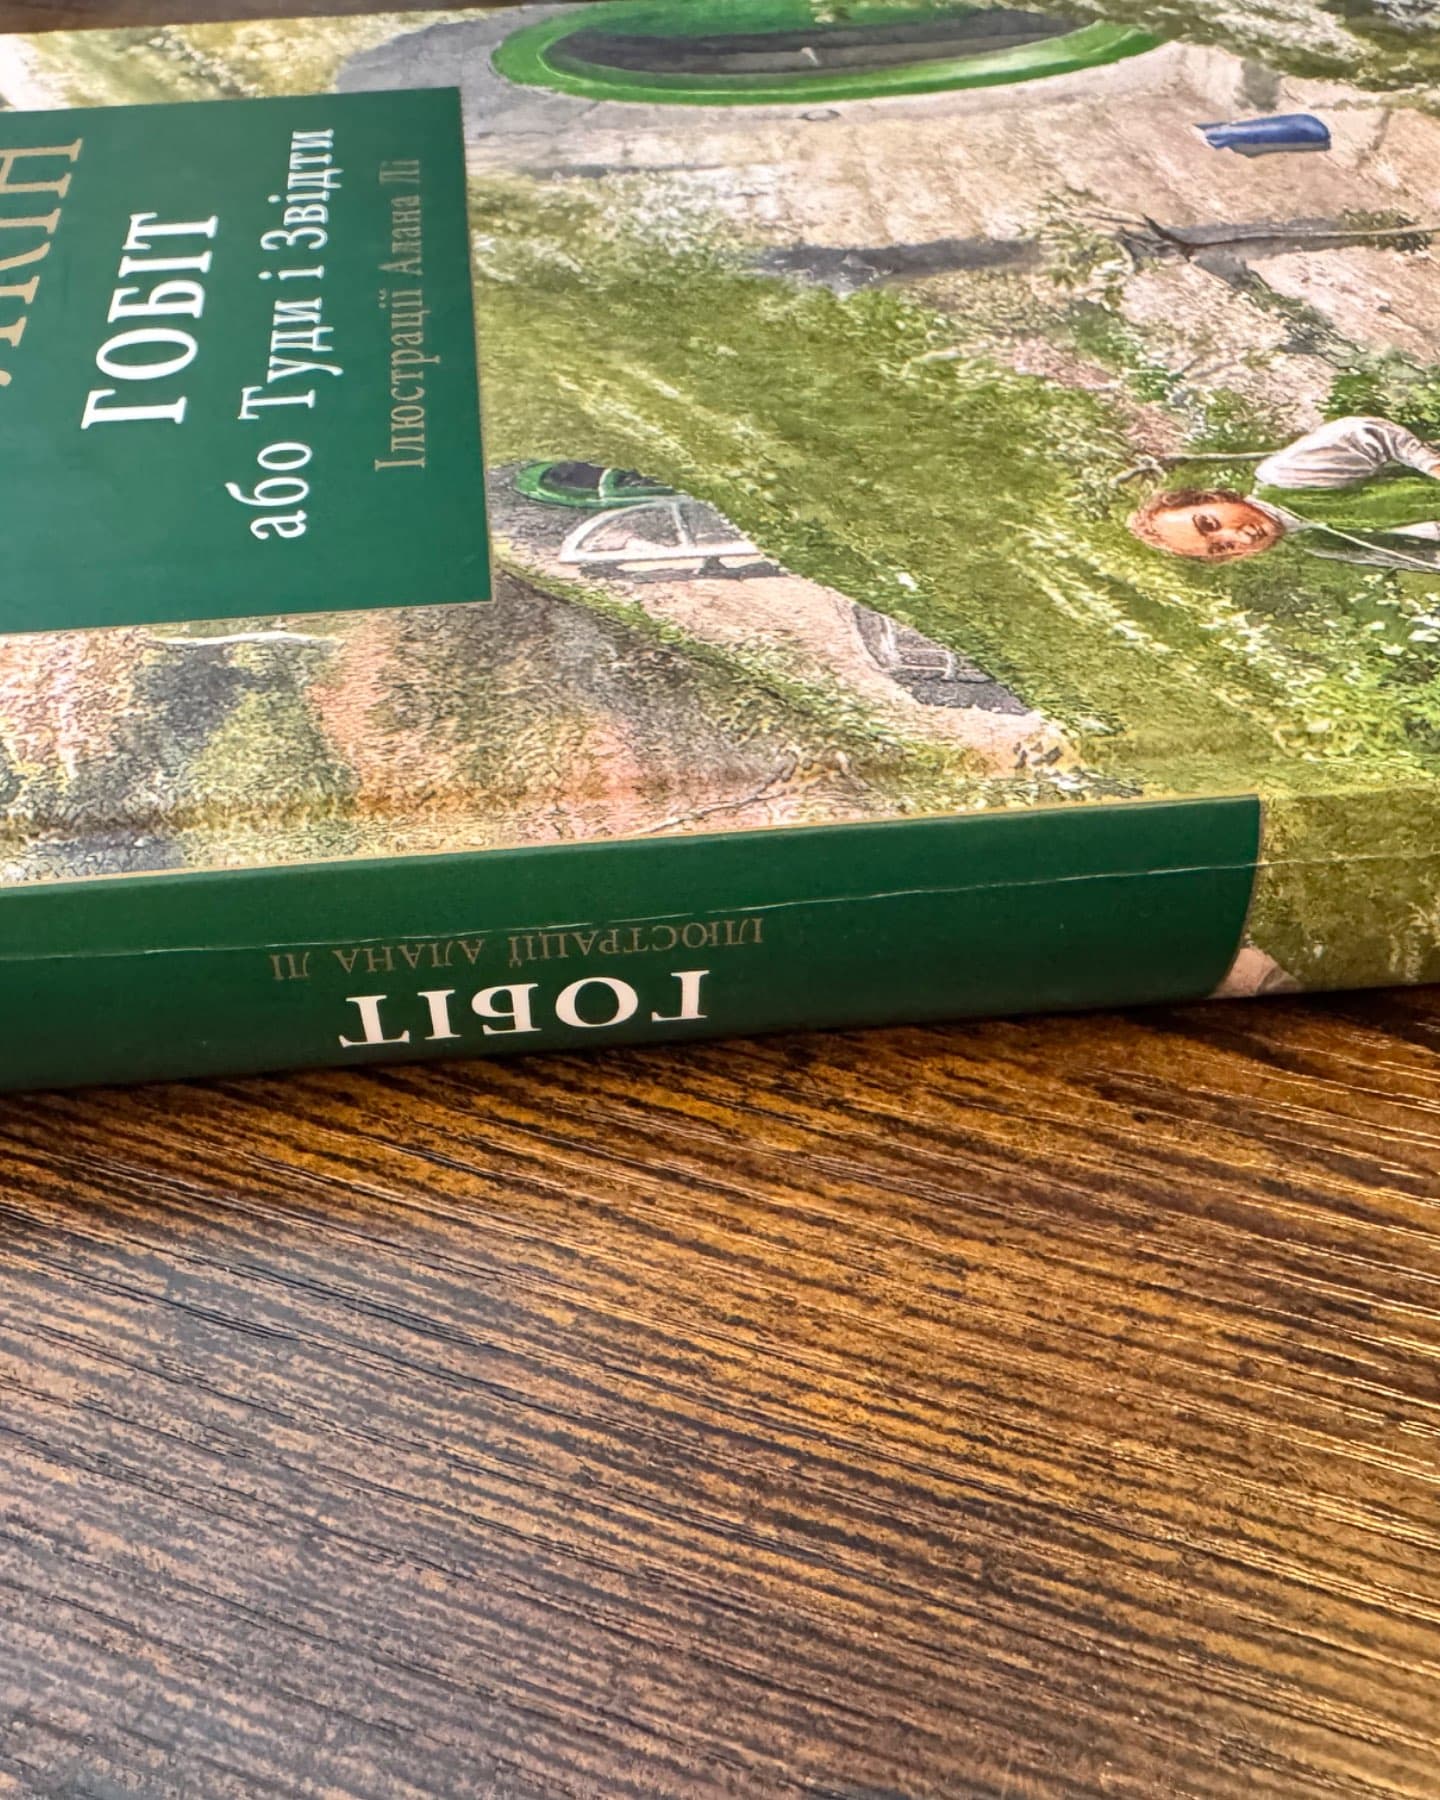 ГОБІТ
або Туди і Звідти
Ілюстрації Алана Лі
ГОБІТ
ІЛЮСТРАЦІЇ АЛАНА ЛІ